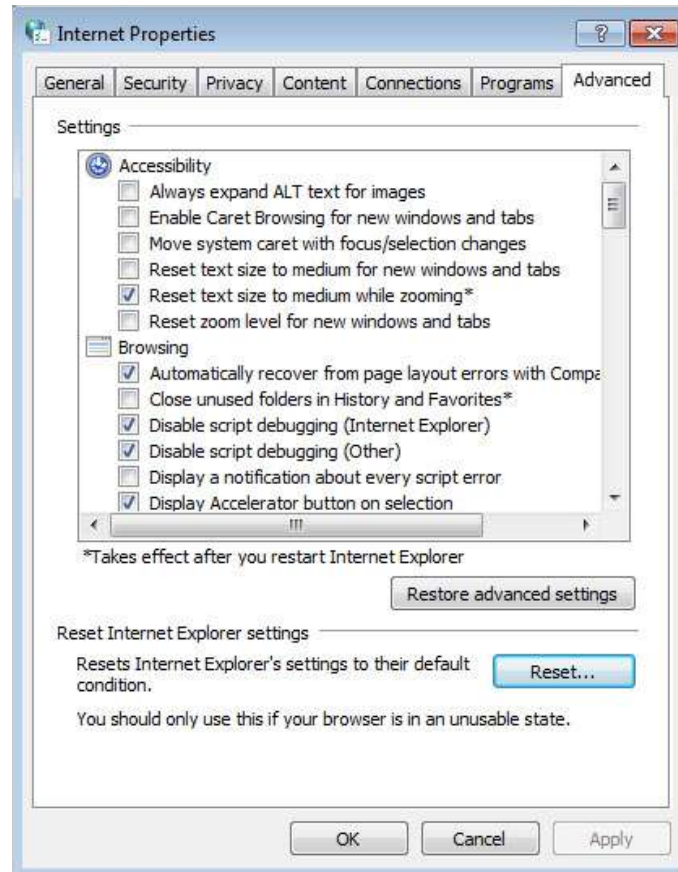 Internet Properties
General Security Privacy Content Connections Programs Advanced
Settings
Accessibility
Always expand ALT text for images
Enable Caret Browsing for new windows and tabs
Move system caret with focus/selection changes
Reset text size to medium for new windows and tabs
Reset text size to medium while zooming*
Reset zoom level for new windows and tabs
Browsing
Automatically recover from page layout errors with Compa
Close unused folders in History and Favorites*
Disable script debugging (Internet Explorer)
Disable script debugging (Other)
Display a notification about every script error
Display Accelerator button on selection
*Takes effect after you restart Internet Explorer
Restore advanced settings
Reset Internet Explorer settings
Resets Internet Explorer's settings to their default
condition.
Reset...
You should only use this if your browser is in an unusable state.
OK Cancel Apply